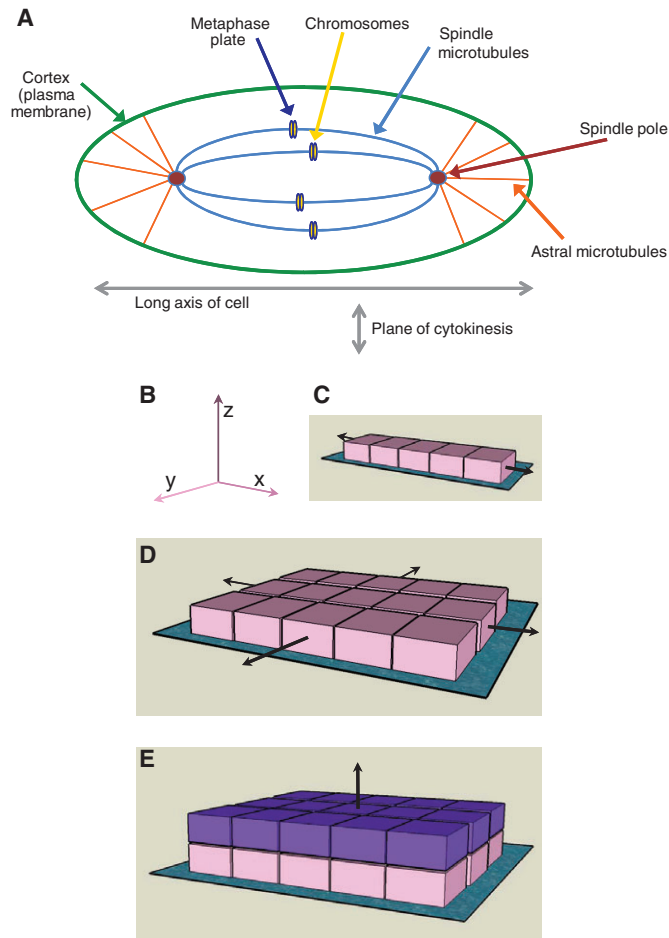 A
Metaphase
plate
Chromosomes
Spindle
microtubules
Cortex
(plasma
membrane)
Spindle pole
Astral microtubules
Long axis of cell
Plane of cytokinesis
B
z
y
x
C
D
E